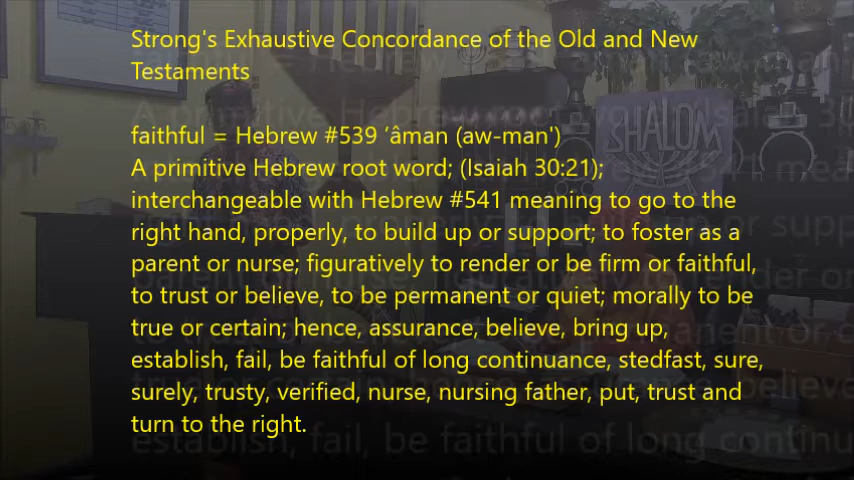 Strong's Exhaustive Concordance of the Old and New
Testaments
faithful = Hebrew #539 ‘âman (aw-man')
A primitive Hebrew root word; (Isaiah 30:21);
interchangeable with Hebrew #541 meaning to go to the
right hand, properly, to build up or support; to foster as a
parent or nurse; figuratively to render or be firm or faithful,
to trust or believe, to be permanent or quiet; morally to be
true or certain; hence, assurance, believe, bring up,
establish, fail, be faithful of long continuance, stedfast, sure,
surely, trusty, verified, nurse, nursing father, put, trust and
turn to the right.
SHALOM